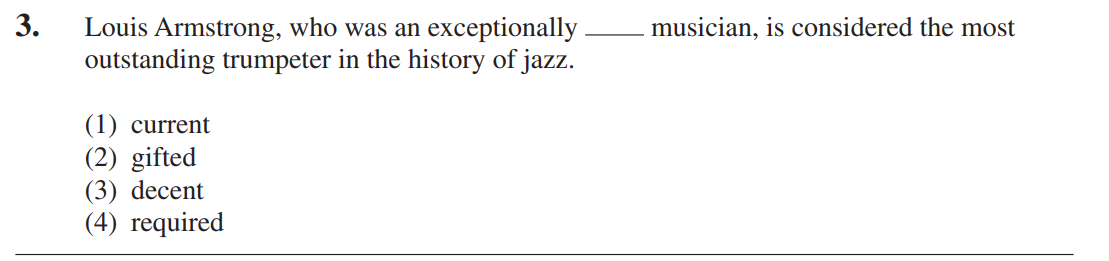 3. Louis Armstrong, who was an exceptionally ____ musician, is considered the most
outstanding trumpeter in the history of jazz.
(1) current
(2) gifted
(3) decent
(4) required